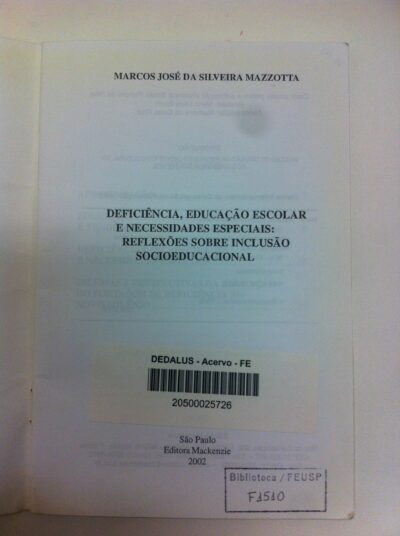 MARCOS JOSÉ DA SILVEIRA MAZZOTTA
DEFICIÊNCIA, EDUCAÇÃO ESCOLAR
E NECESSIDADES ESPECIAIS:
REFLEXÕES SOBRE INCLUSÃO
SOCIOEDUCACIONAL
DEDALUS - Acervo - FE
20500025726
São Paulo
Editora Mackenzie
2002
Biblioteca / FEUSP
F1510